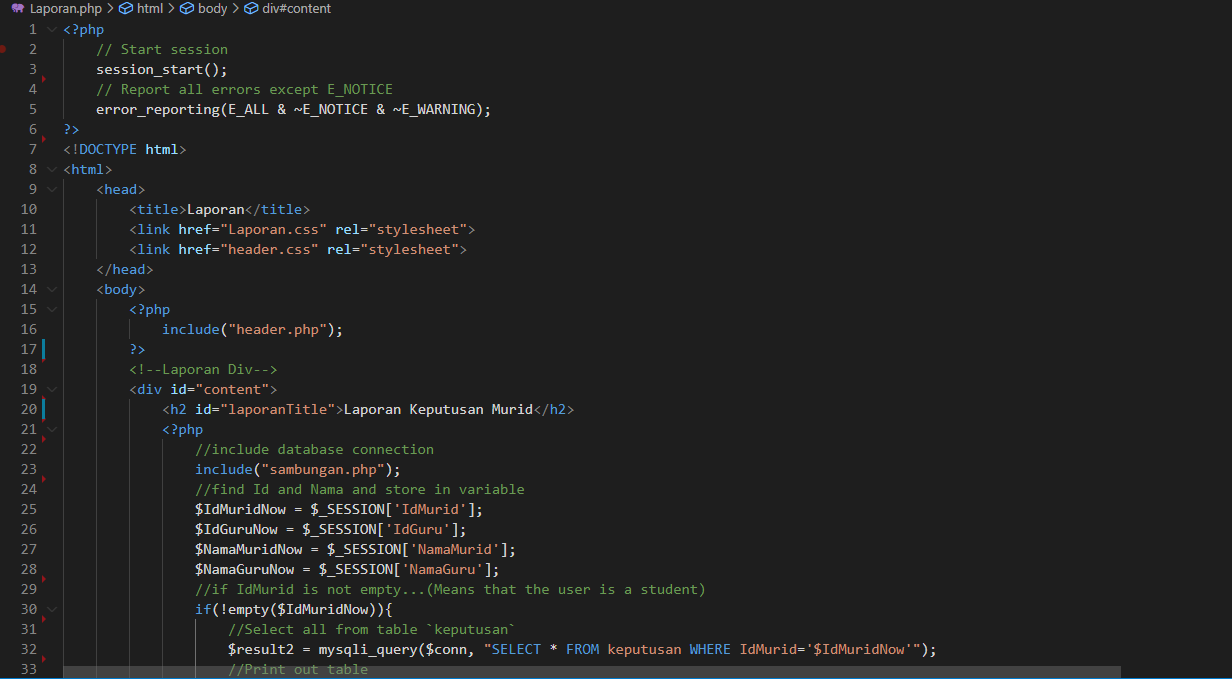 Laporan.php > html > body > div#content
1 <?php
2 // Start session
3 session_start();
4 // Report all errors except E_NOTICE
5 error_reporting(E_ALL & ~E_NOTICE & ~E_WARNING);
6 ?>
7 <!DOCTYPE html>
8 <html>
9 <head>
10 <title>Laporan</title>
11 <link href="Laporan.css" rel="stylesheet">
12 <link href="header.css" rel="stylesheet">
13 </head>
14 <body>
15 <?php
16 include("header.php");
17 ?>
18 <!--Laporan Div-->
19 <div id="content">
20 <h2 id="laporanTitle">Laporan Keputusan Murid</h2>
21 <?php
22 //include database connection
23 include("sambungan.php");
24 //find Id and Nama and store in variable
25 $IdMuridNow = $_SESSION['IdMurid'];
26 $IdGuruNow = $_SESSION['IdGuru'];
27 $NamaMuridNow = $_SESSION['NamaMurid'];
28 $NamaGuruNow = $_SESSION['NamaGuru'];
29 //if IdMurid is not empty...(Means that the user is a student)
30 if(!empty($IdMuridNow)){
31 //Select all from table `keputusan`
32 $result2 = mysqli_query($conn, "SELECT * FROM keputusan WHERE IdMurid='$IdMuridNow'");
33 //Print out table